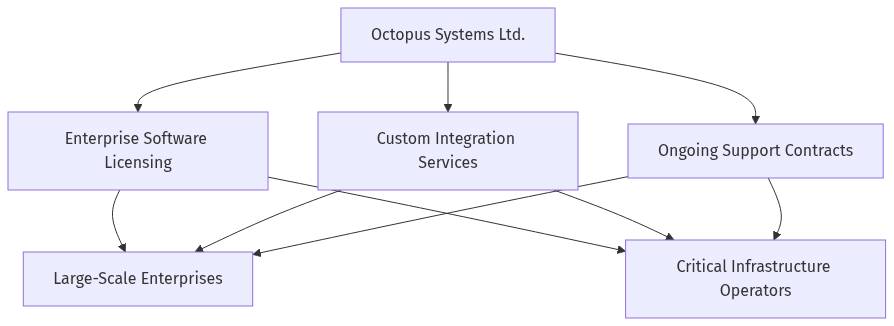 Octopus Systems Ltd.
Enterprise Software
Licensing
Custom Integration
Services
Ongoing Support Contracts
Large-Scale Enterprises
Critical Infrastructure
Operators